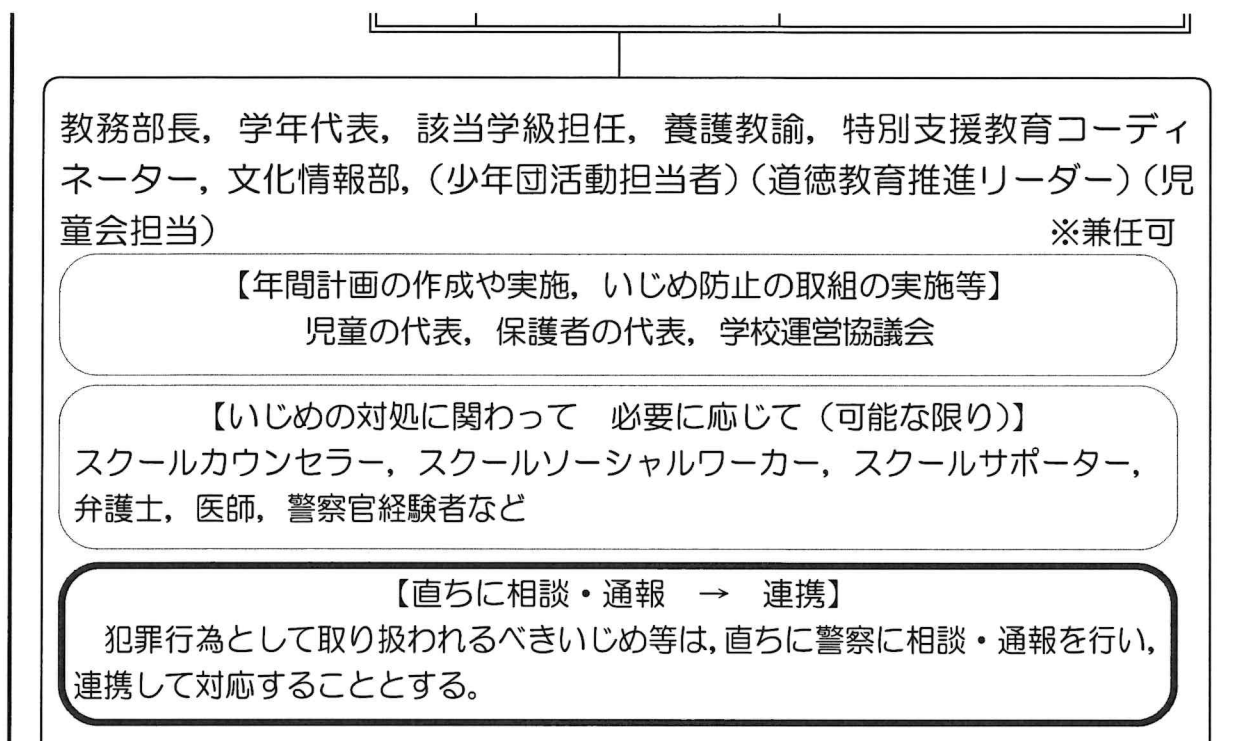 教務部長，学年代表，該当学級担任，養護教諭，特別支援教育コーディ
ネーター，文化情報部，（少年団活動担当者）（道徳教育推進リーダー）（児
童会担当）　※兼任可
【年間計画の作成や実施，いじめ防止の取組の実施等】
児童の代表，保護者の代表，学校運営協議会
【いじめの対処に関わって　必要に応じて（可能な限り）】
スクールカウンセラー，スクールソーシャルワーカー，スクールサポーター，
弁護士，医師，警察官経験者など
【直ちに相談・通報　→　連携】
犯罪行為として取り扱われるべきいじめ等は，直ちに警察に相談・通報を行い，
連携して対応することとする。